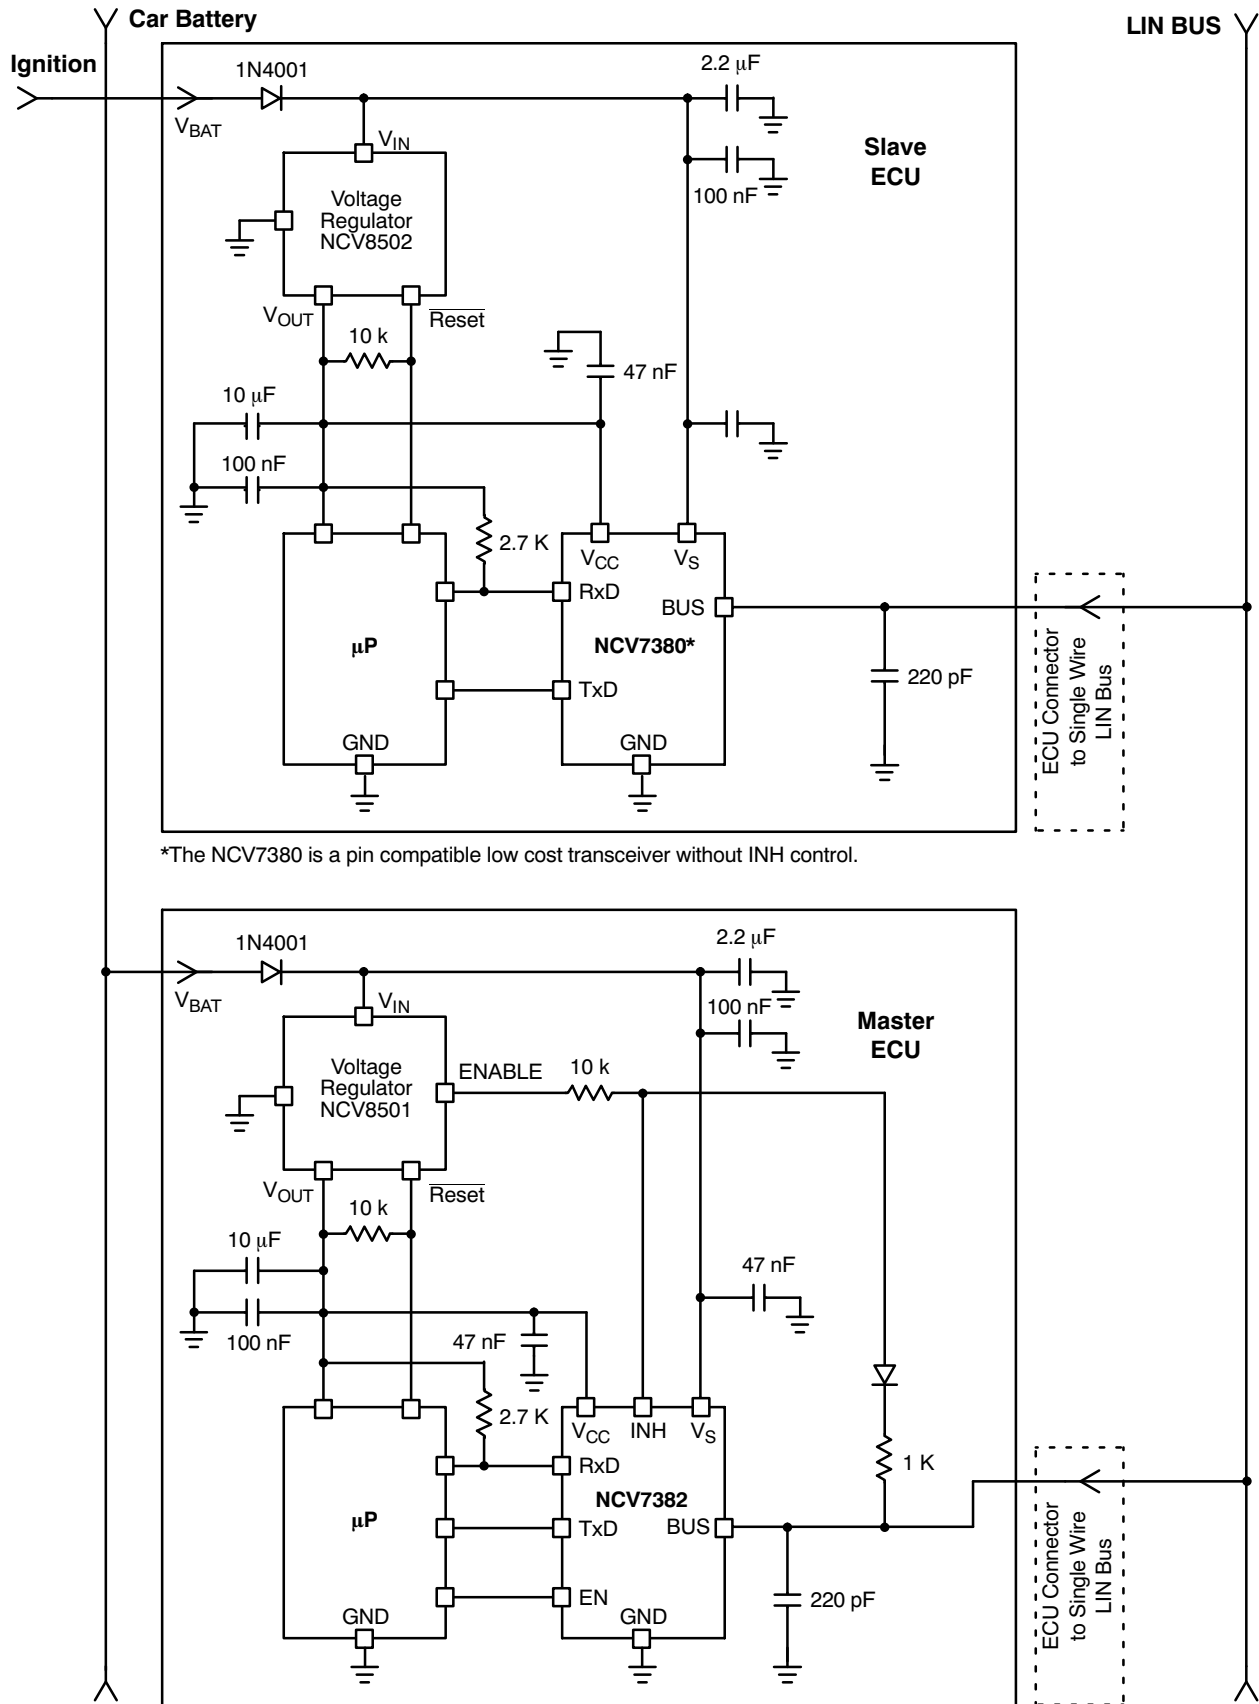 Car Battery
LIN BUS
Ignition
1N4001
2.2 μF
V_BAT
V_IN
Slave
ECU
100 nF
Voltage
Regulator
NCV8502
V_OUT
Reset
10 k
47 nF
10 μF
100 nF
2.7 K
V_CC
V_S
RxD
BUS
μP
NCV7380*
220 pF
TxD
GND
GND
ECU Connector
to Single Wire
LIN Bus
*The NCV7380 is a pin compatible low cost transceiver without INH control.
1N4001
2.2 μF
V_BAT
V_IN
100 nF
Master
ECU
Voltage
Regulator
NCV8501
ENABLE
10 k
V_OUT
Reset
10 k
10 μF
47 nF
100 nF
47 nF
2.7 K
V_CC
INH
V_S
RxD
1 K
NCV7382
μP
TxD
BUS
EN
220 pF
GND
GND
ECU Connector
to Single Wire
LIN Bus